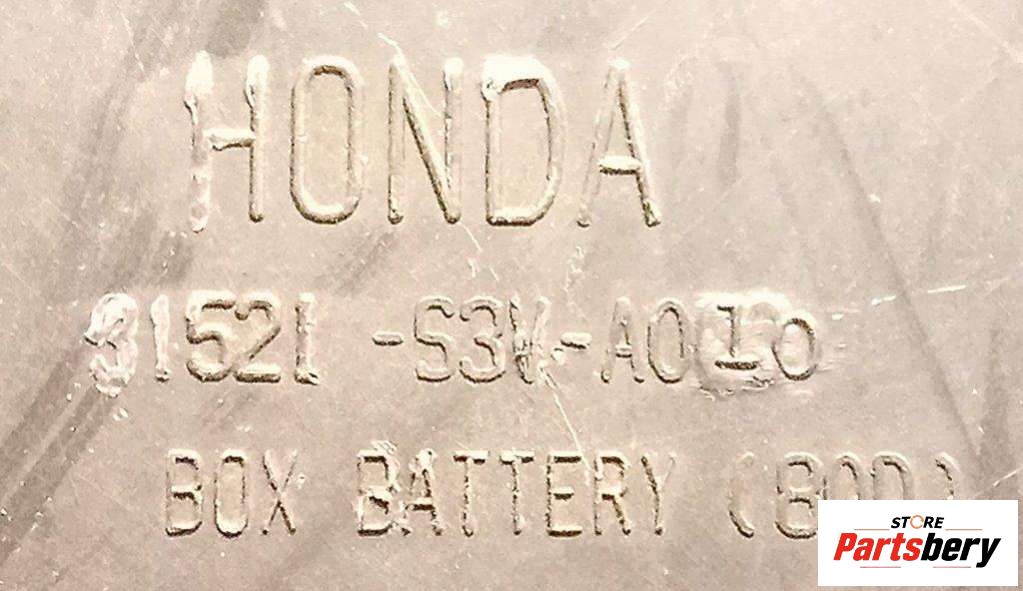 HONDA
31521-S3V-A010
BOX BATTERY (80D)
STORE
Partsbery